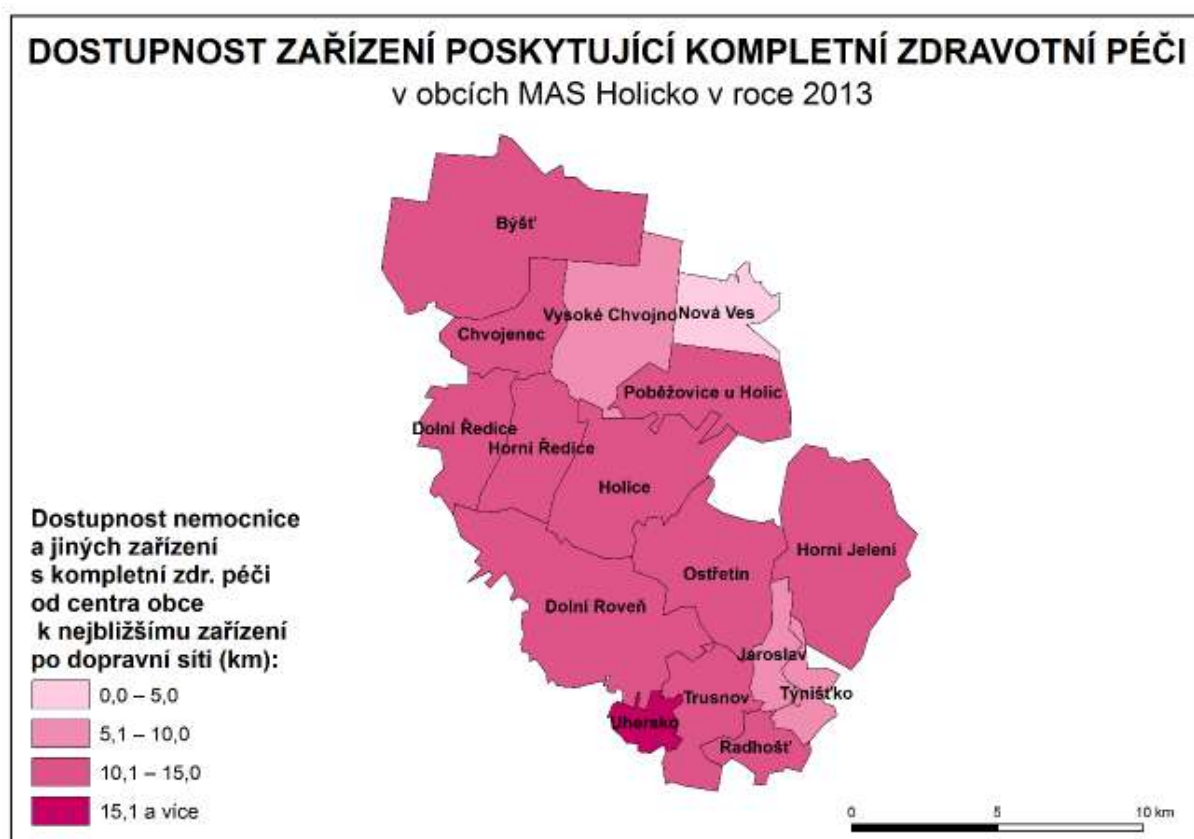 DOSTUPNOST ZAŘÍZENÍ POSKYTUJÍCÍ KOMPLETNÍ ZDRAVOTNÍ PÉČI
v obcích MAS Holicko v roce 2013
Býšť
Vysoké Chvojno
Nová Ves
Chvojenec
Poběžovice u Holic
Dolní Ředice
Horní Ředice
Holice
Horní Jelení
Ostřetín
Dolní Roveň
Jaroslav
Týnišťko
Trusnov
Uhersko
Radhošť
Dostupnost nemocnice
a jiných zařízení
s kompletní zdr. péči
od centra obce
k nejbližšímu zařízení
po dopravní síti (km):
0,0 – 5,0
5,1 – 10,0
10,1 – 15,0
15,1 a více
0 5 10 km